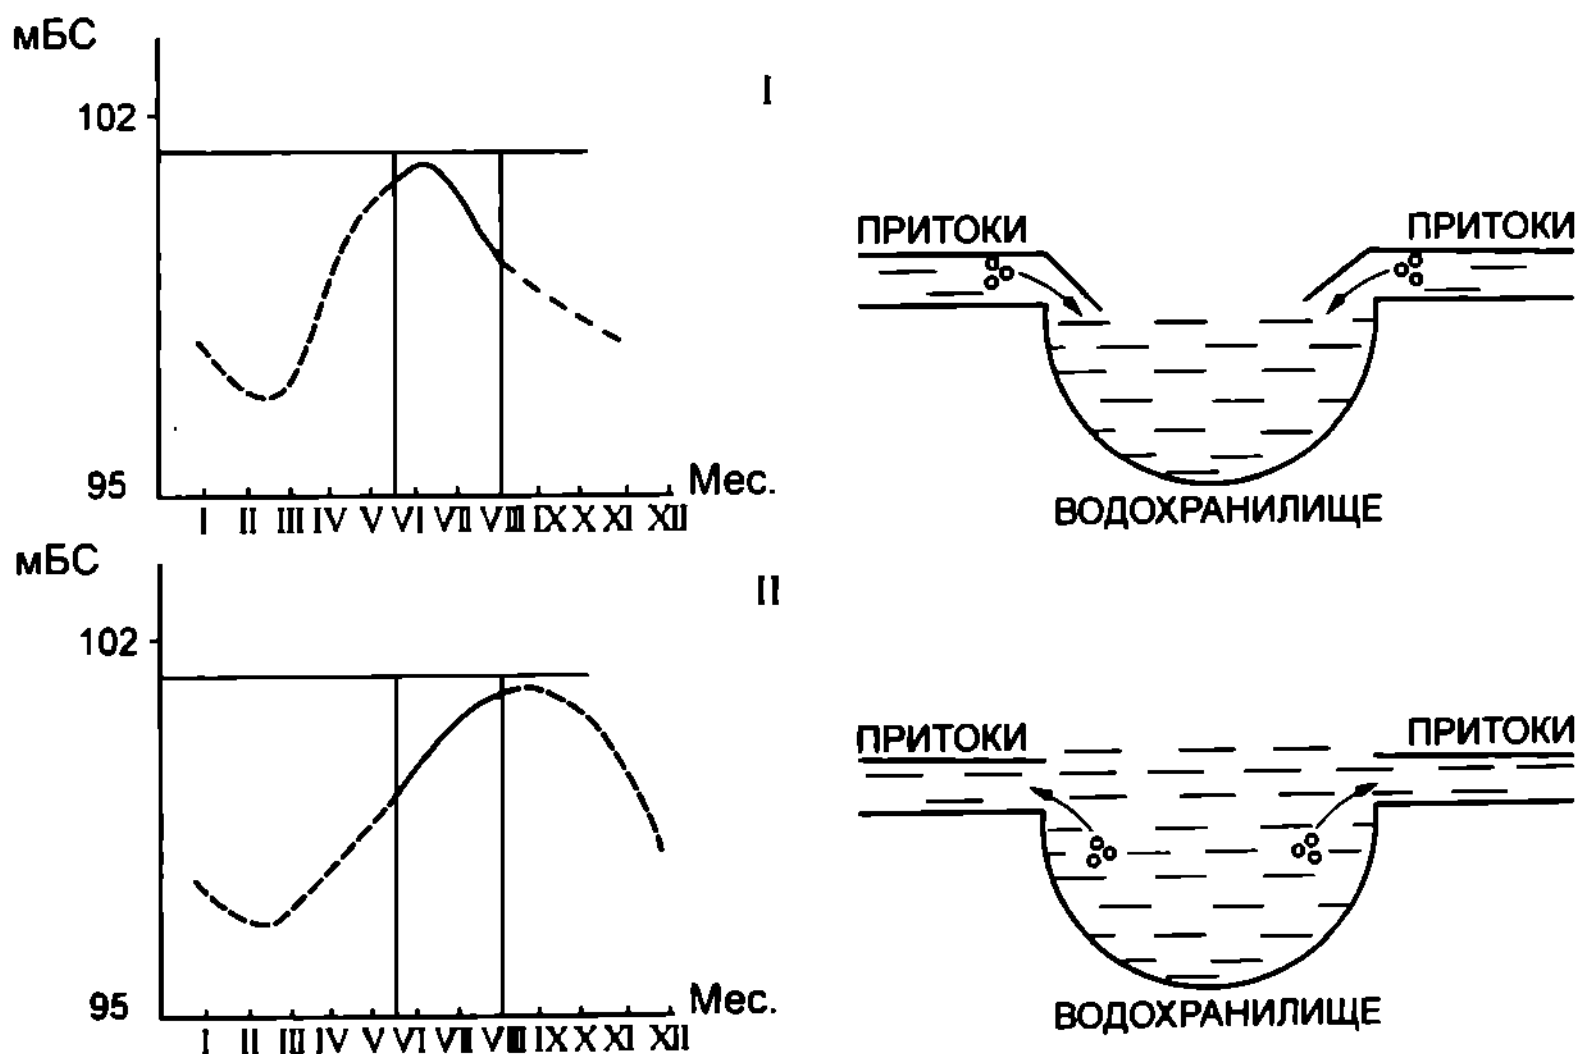 мБС
I
102
ПРИТОКИ ПРИТОКИ
95 Мес.
I II III IV V VI VII VIII IX X XI XII
ВОДОХРАНИЛИЩЕ
мБС
II
102
ПРИТОКИ ПРИТОКИ
95 Мес.
I II III IV V VI VII VIII IX X XI XII
ВОДОХРАНИЛИЩЕ